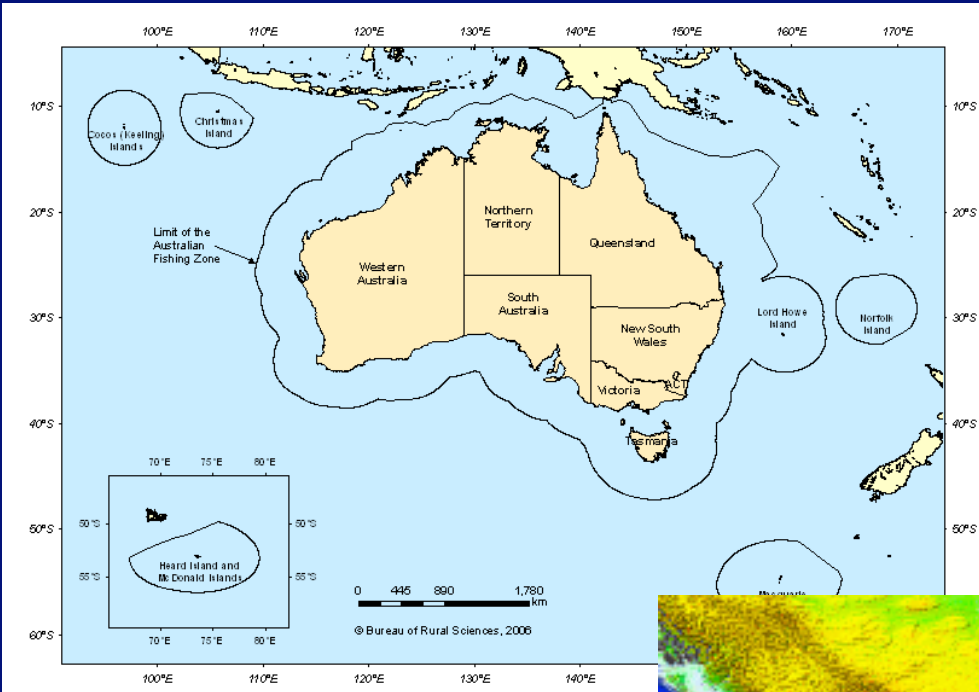 100°E 110°E 120°E 130°E 140°E 150°E 160°E 170°E
10°S 10°S
Cocos (Keeling)
Islands
Christmas
Island
20°S 20°S
Limit of the
Australian
Fishing Zone
Northern
Territory
Queensland
Western
Australia
South
Australia
30°S 30°S
Lord Howe
Island
Norfolk
Island
New South
Wales
ACT
Victoria
40°S 40°S
Tasmania
70°E 75°E 80°E
50°S 50°S
55°S 55°S
Heard Island and
McDonald Islands
70°E 75°E 80°E
50°S 50°S
0 445 890 1,780
km
© Bureau of Rural Sciences, 2006
60°S
100°E 110°E 120°E 130°E 140°E